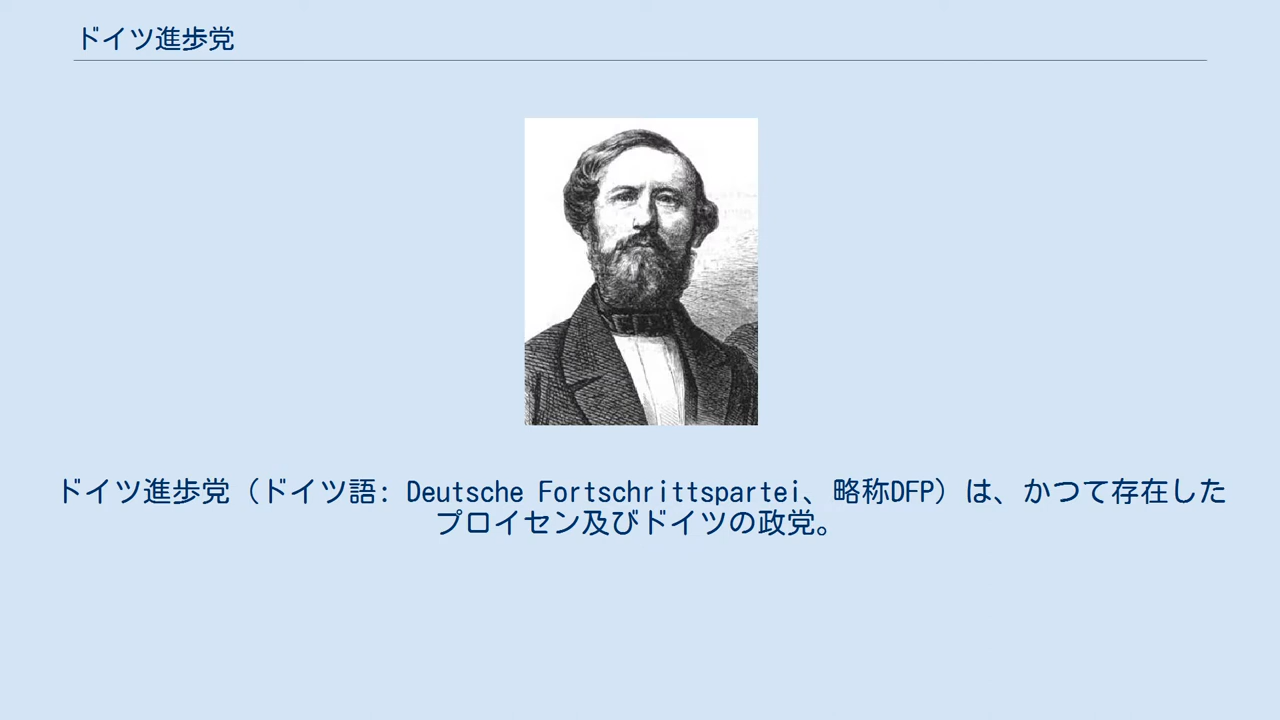 ドイツ進歩党
ドイツ進歩党（ドイツ語: Deutsche Fortschrittspartei、略称DFP）は、かつて存在した
プロイセン及びドイツの政党。